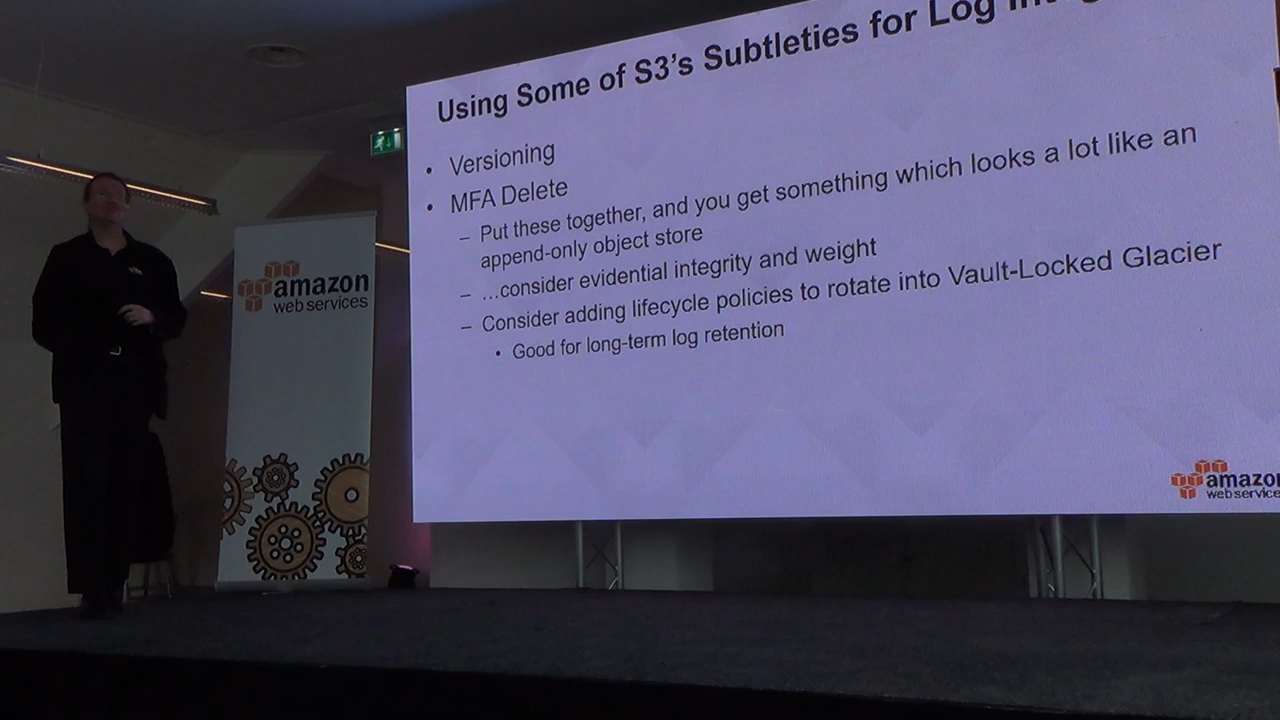 Using Some of S3's Subtleties for Log
• Versioning
• MFA Delete
– Put these together, and you get something which looks a lot like an
append-only object store
– ...consider evidential integrity and weight
– Consider adding lifecycle policies to rotate into Vault-Locked Glacier
• Good for long-term log retention
amazon
web services
amazon
web service